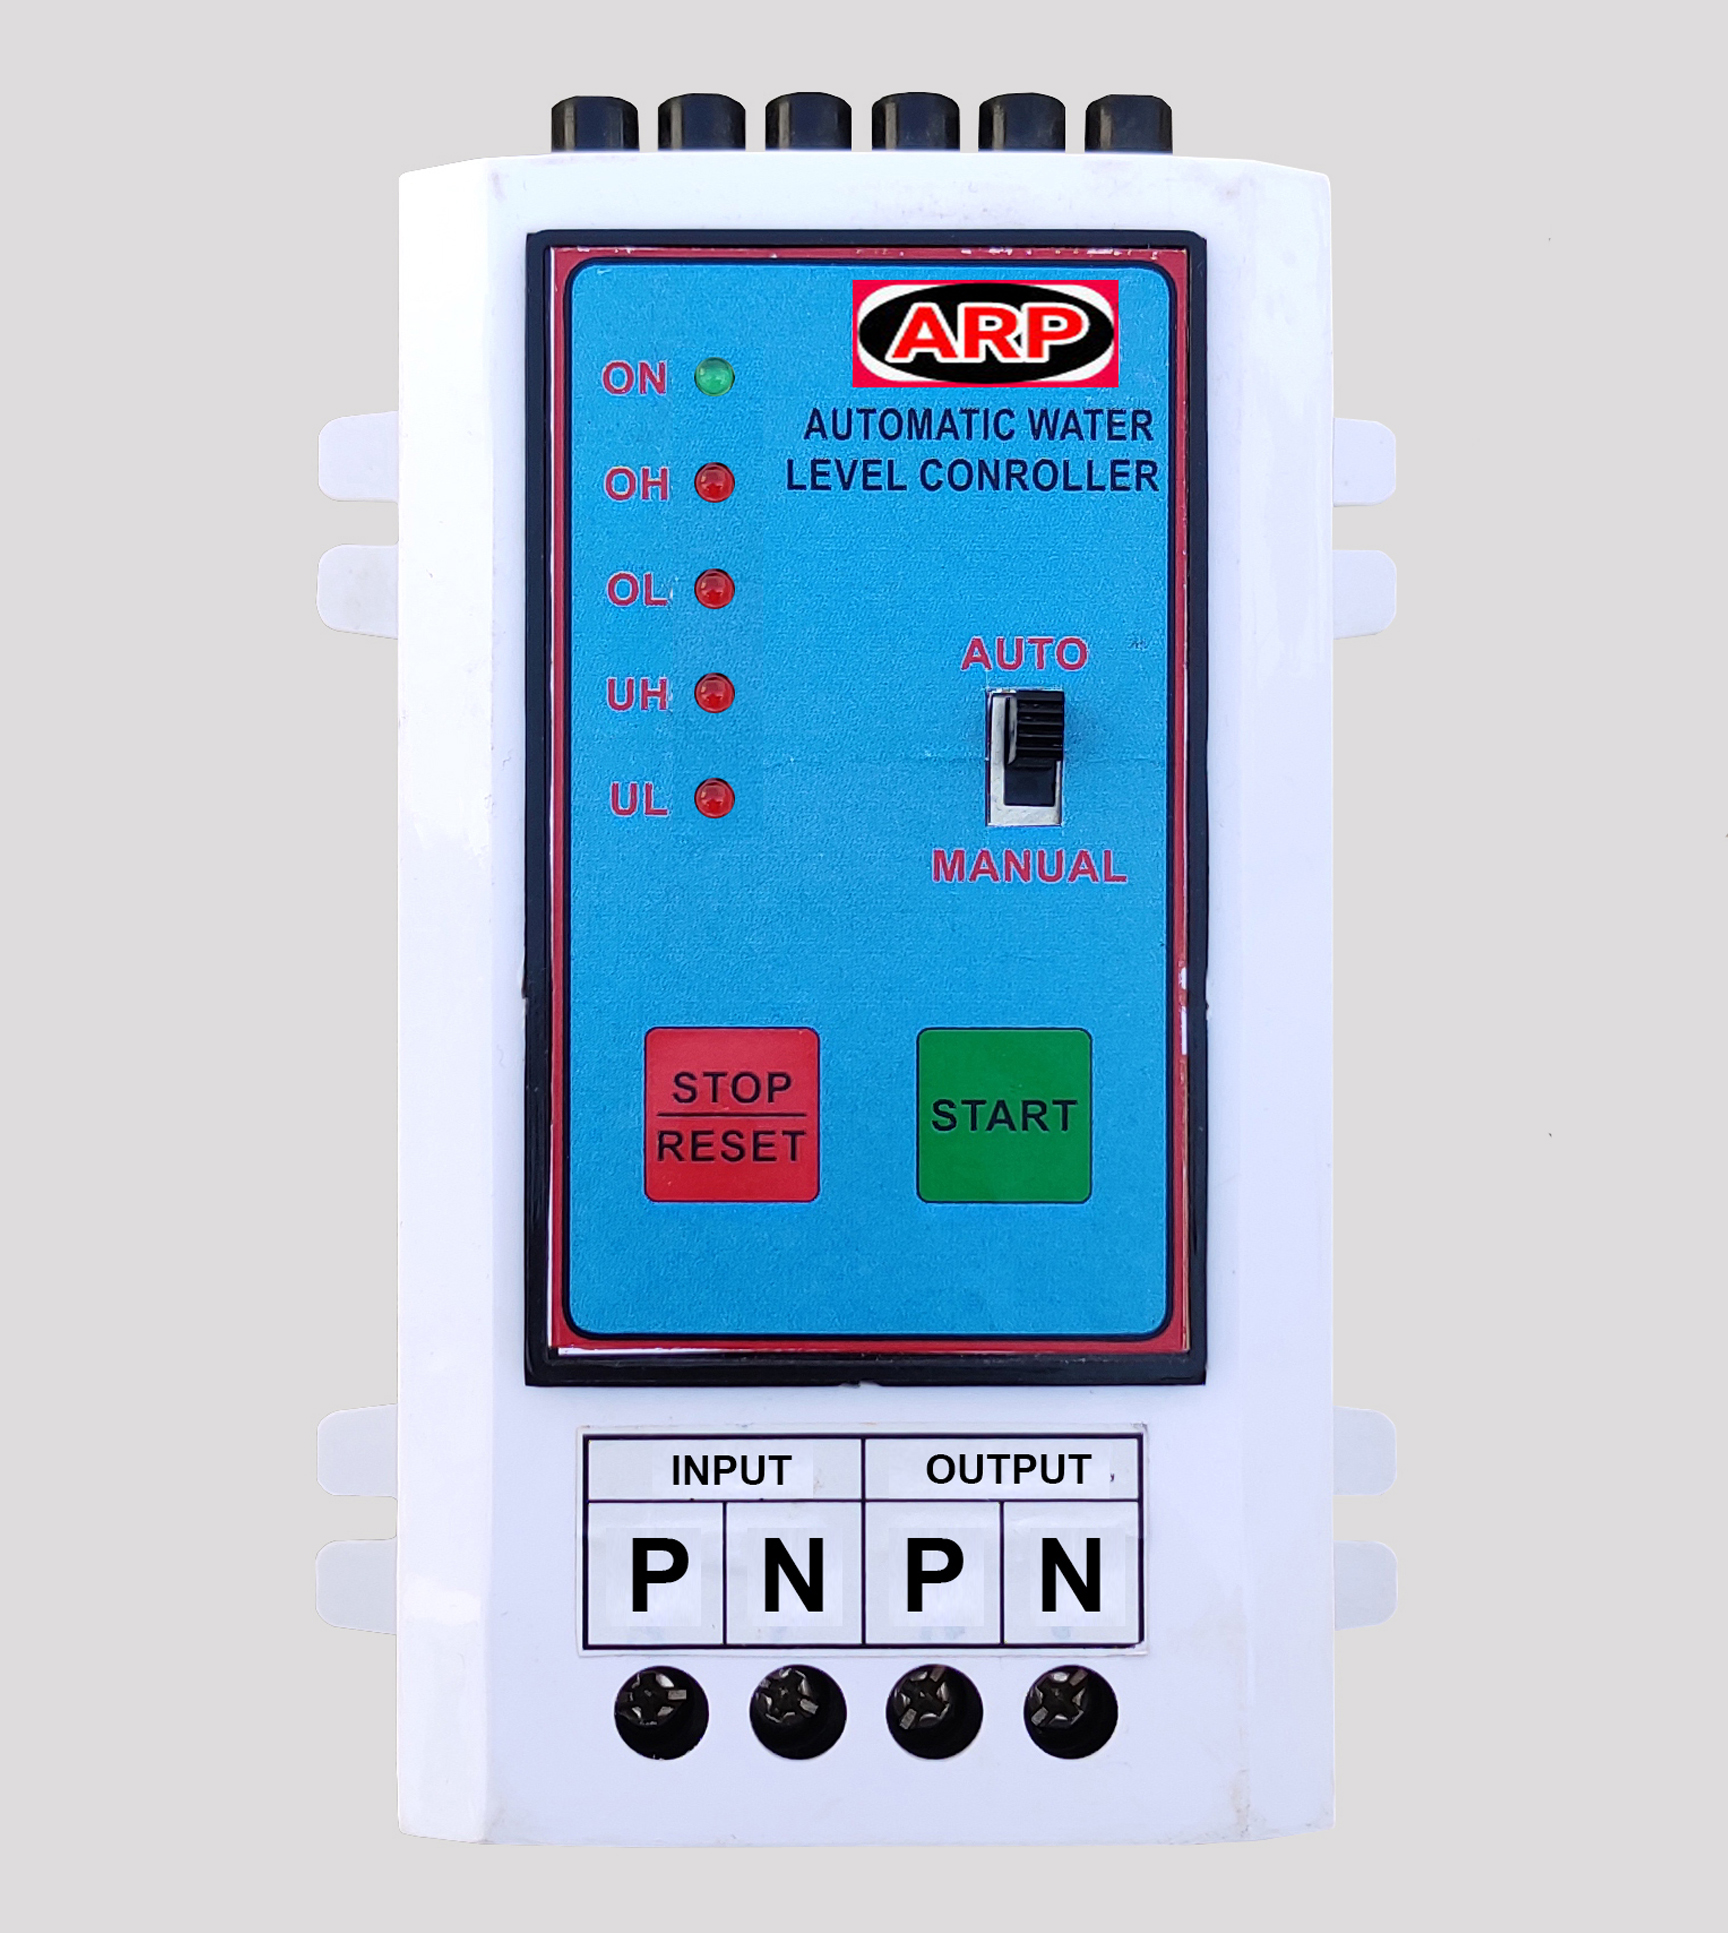 ARP
AUTOMATIC WATER
LEVEL CONROLLER
ON
OH
OL
UH
UL
AUTO
MANUAL
STOP
RESET
START
INPUT OUTPUT
P N P N